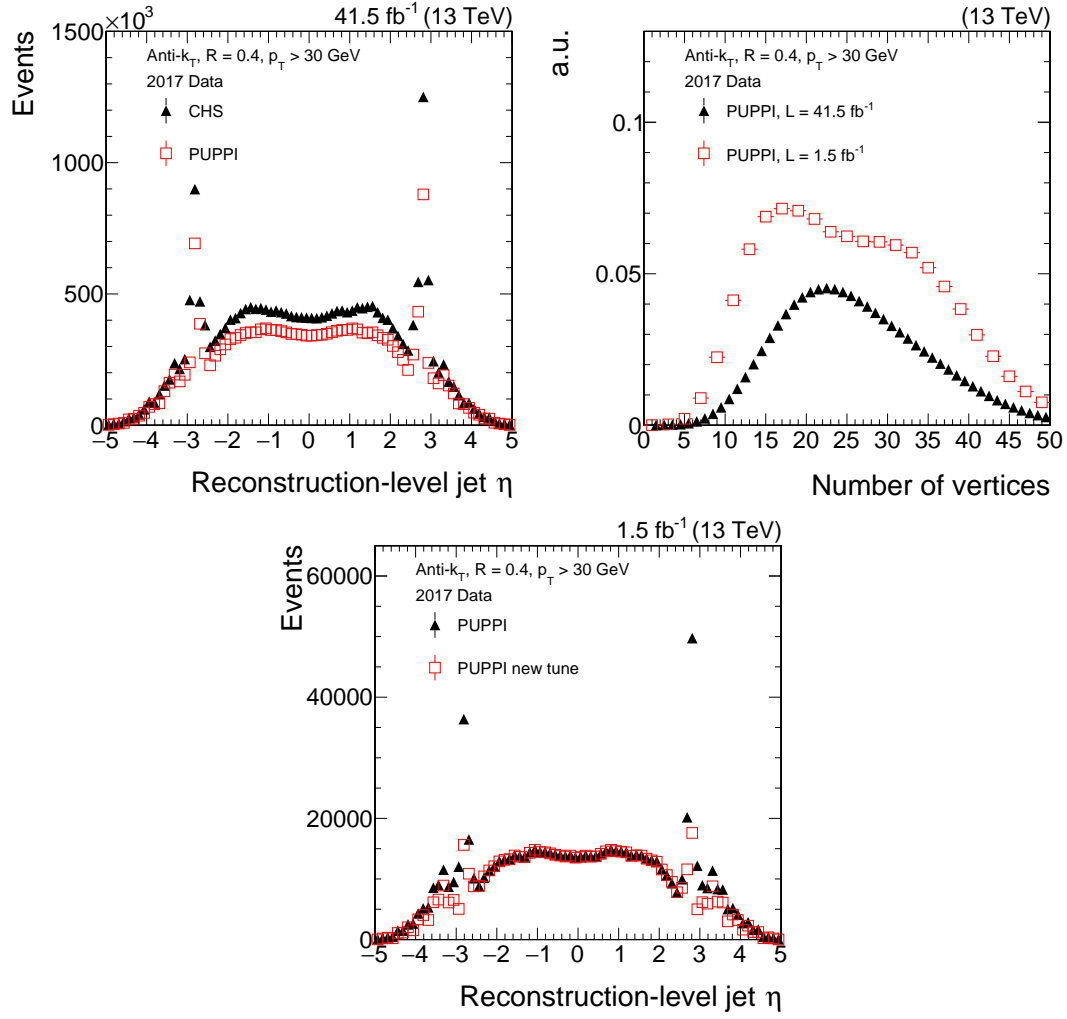 41.5 fb⁻¹ (13 TeV)
1500×10³
Anti-k_T, R = 0.4, p_T > 30 GeV
2017 Data
CHS
PUPPI
Events
1000
500
0
−5 −4 −3 −2 −1 0 1 2 3 4 5
Reconstruction-level jet η
(13 TeV)
a.u.
Anti-k_T, R = 0.4, p_T > 30 GeV
2017 Data
PUPPI, L = 41.5 fb⁻¹
PUPPI, L = 1.5 fb⁻¹
0.1
0.05
0
0 5 10 15 20 25 30 35 40 45 50
Number of vertices
1.5 fb⁻¹ (13 TeV)
Events
Anti-k_T, R = 0.4, p_T > 30 GeV
2017 Data
PUPPI
PUPPI new tune
60000
40000
20000
0
−5 −4 −3 −2 −1 0 1 2 3 4 5
Reconstruction-level jet η